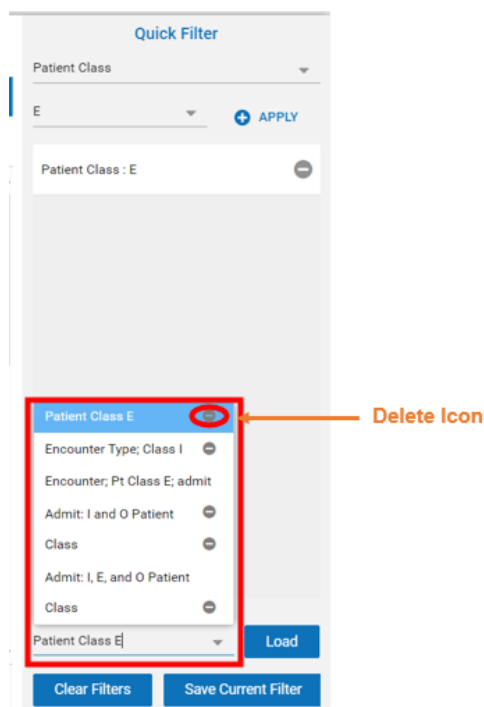 Quick Filter
Patient Class
E
APPLY
Patient Class : E
Patient Class E
Delete Icon
Encounter Type; Class I
Encounter; Pt Class E; admit
Admit: I and O Patient
Class
Admit: I, E, and O Patient
Class
Patient Class E
Load
Clear Filters
Save Current Filter